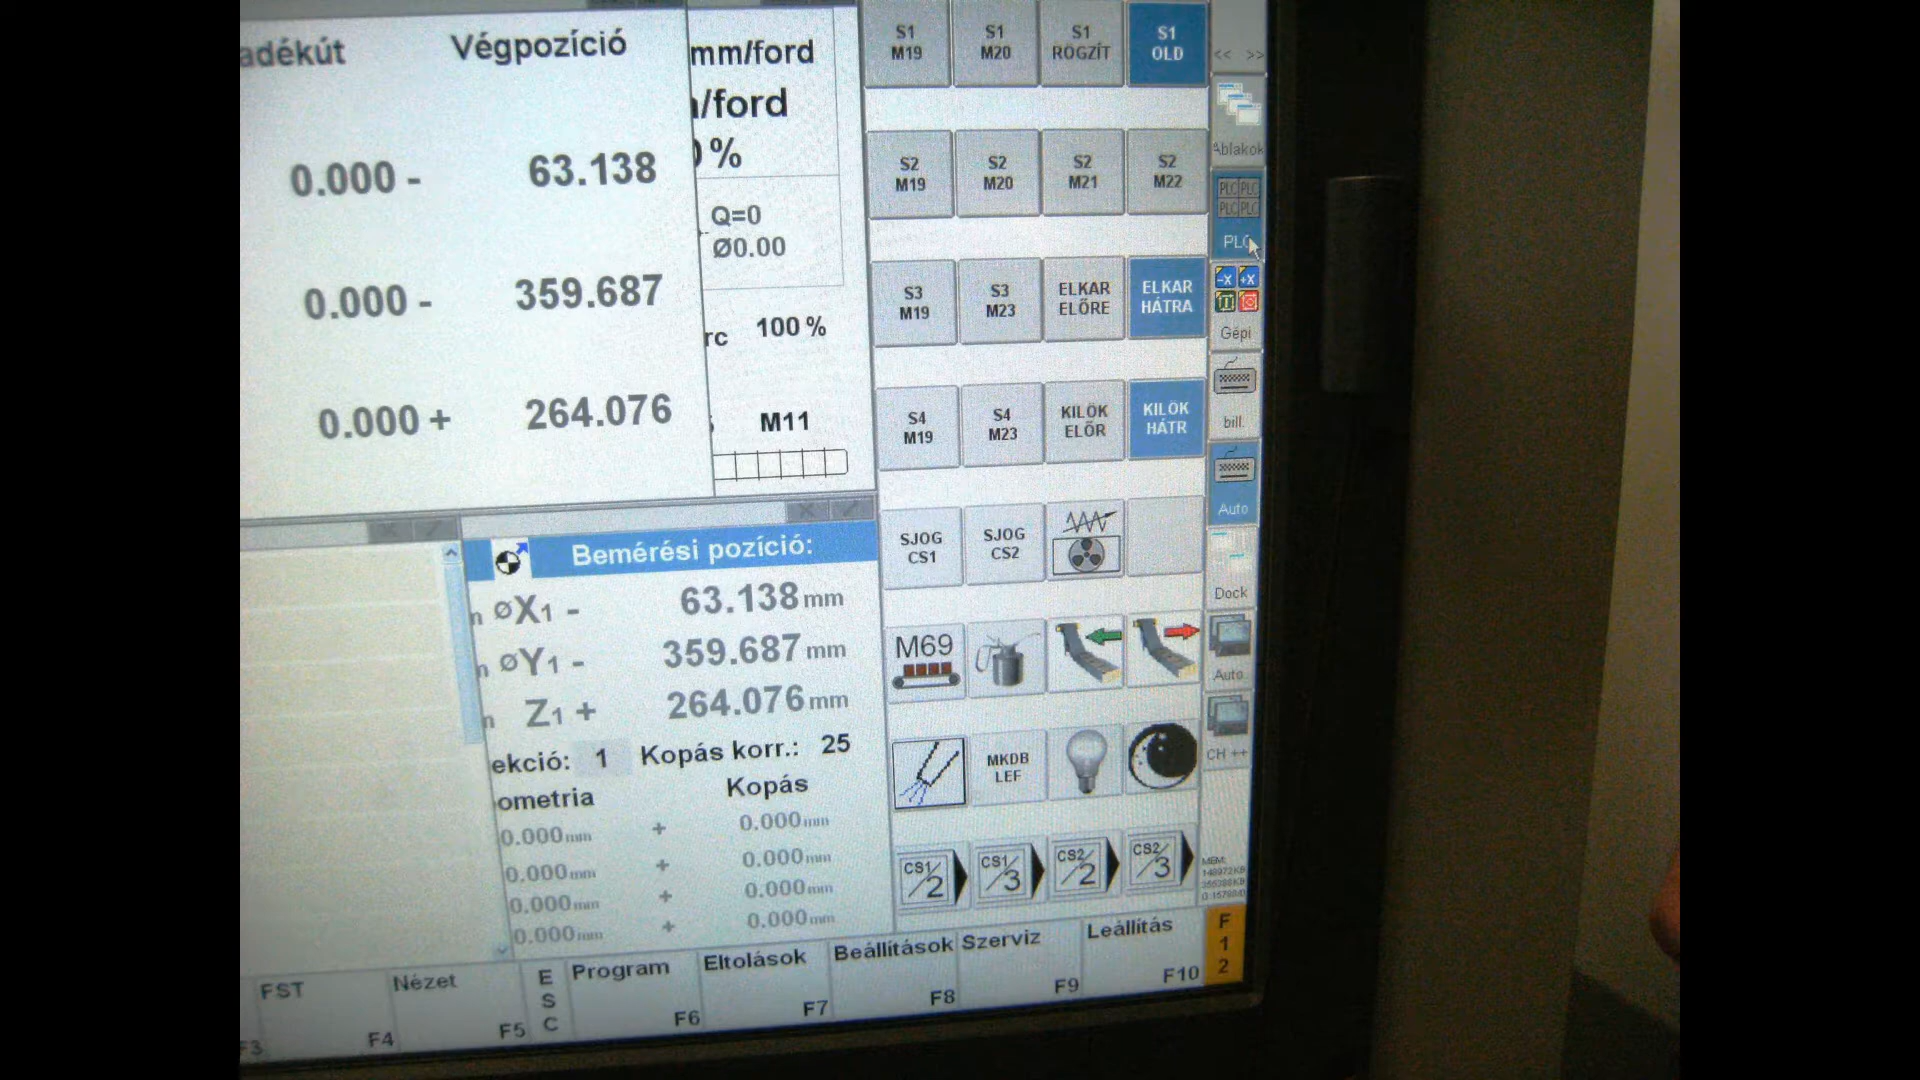 adékút Végpozíció
0.000 - 63.138
0.000 - 359.687
0.000 + 264.076
mm/ford
/ford
%
Q=0
Ø0.00
rc 100 %
M11
S1 M19
S1 M20
S1 RÖGZÍT
S1 OLD
S2 M19
S2 M20
S2 M21
S2 M22
S3 M19
S3 M23
ELKAR ELŐRE
ELKAR HÁTRA
S4 M19
S4 M23
KILÖK ELŐR
KILÖK HÁTR
SJOG CS1
SJOG CS2
M69
MKDB LEF
CS1/2
CS1/3
CS2/2
CS2/3
<< >>
Ablakok
PLC PLC
PLC PLC
PLC
-X +X
Gépi
bill.
Auto
Dock
Auto
CH ++
MEM:
Bemérési pozíció:
ØX1 - 63.138 mm
ØY1 - 359.687 mm
Z1 + 264.076 mm
ekció: 1 Kopás korr.: 25
ometria Kopás
0.000 mm + 0.000 mm
0.000 mm + 0.000 mm
0.000 mm + 0.000 mm
0.000 mm + 0.000 mm
F3
FST F4
Nézet F5
ESC
Program F6
Eltolások F7
Beállítások F8
Szerviz F9
Leállítás F10
F12